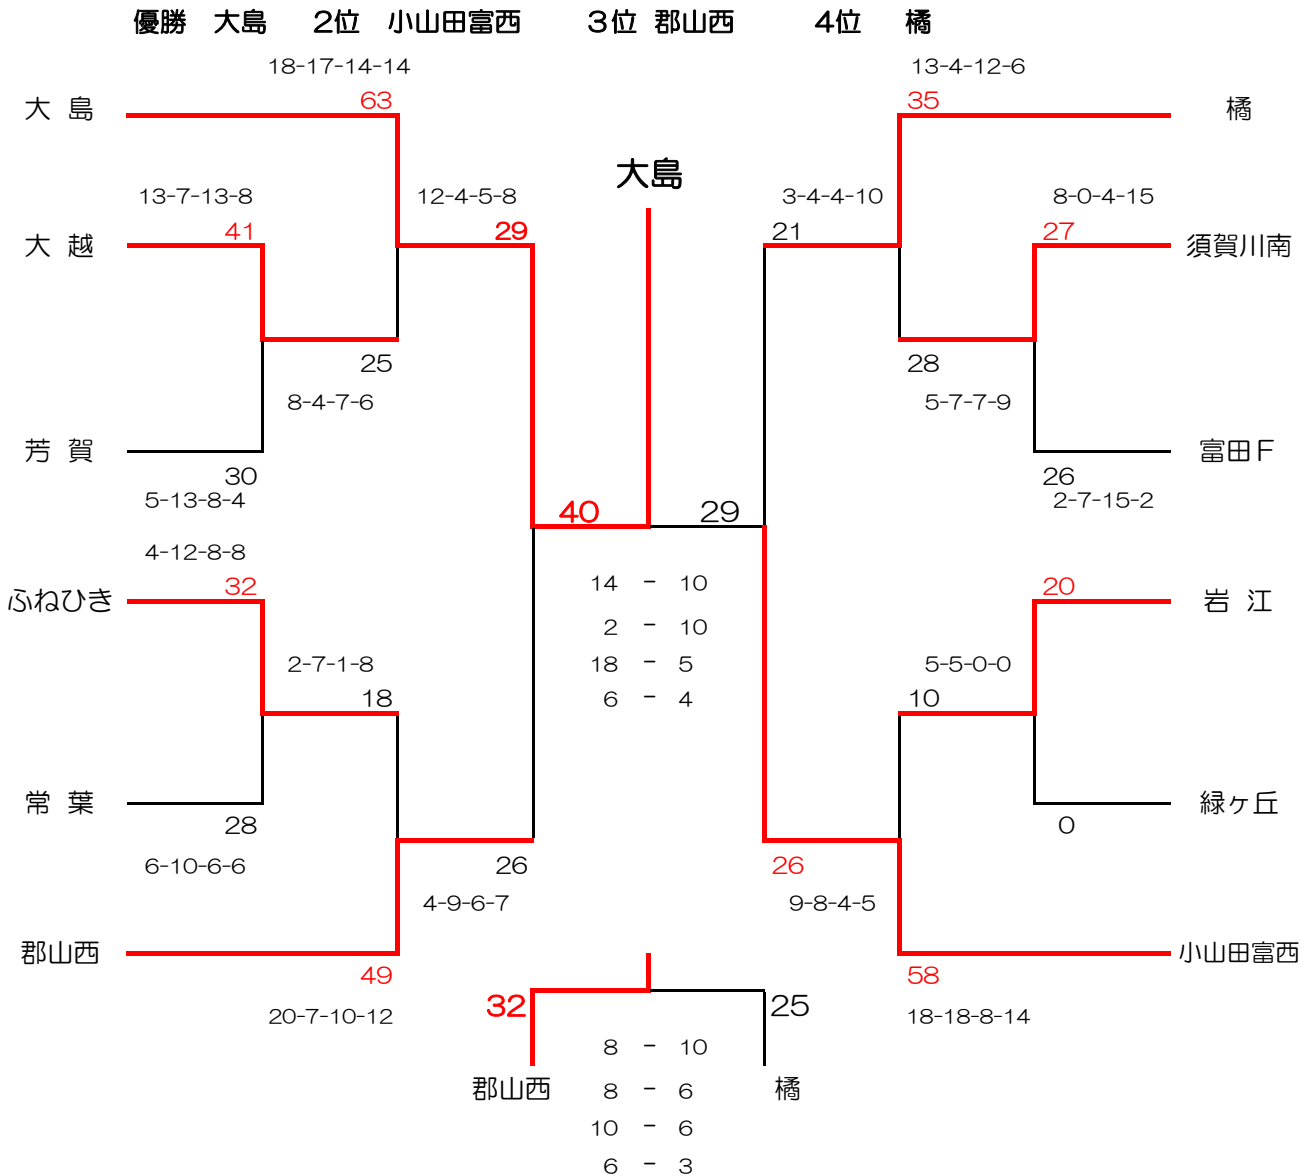 優勝 大島 2位 小山田富西 3位 郡山西 4位 橘
18-17-14-14 13-4-12-6
63 35
大 島 橘
大島
13-7-13-8 12-4-5-8 3-4-4-10 8-0-4-15
41 29 21 27
大 越 須賀川南
25 28
8-4-7-6 5-7-7-9
芳 賀 富田F
30 26
5-13-8-4 2-7-15-2
40 29
4-12-8-8
32 14 - 10 20
ふねひき 岩 江
2 - 10
2-7-1-8 18 - 5 5-5-0-0
18 6 - 4 10
常 葉 緑ヶ丘
28 0
6-10-6-6 26 26
4-9-6-7 9-8-4-5
郡山西 小山田富西
49 58
32 25
20-7-10-12 18-18-8-14
8 - 10
郡山西 8 - 6 橘
10 - 6
6 - 3